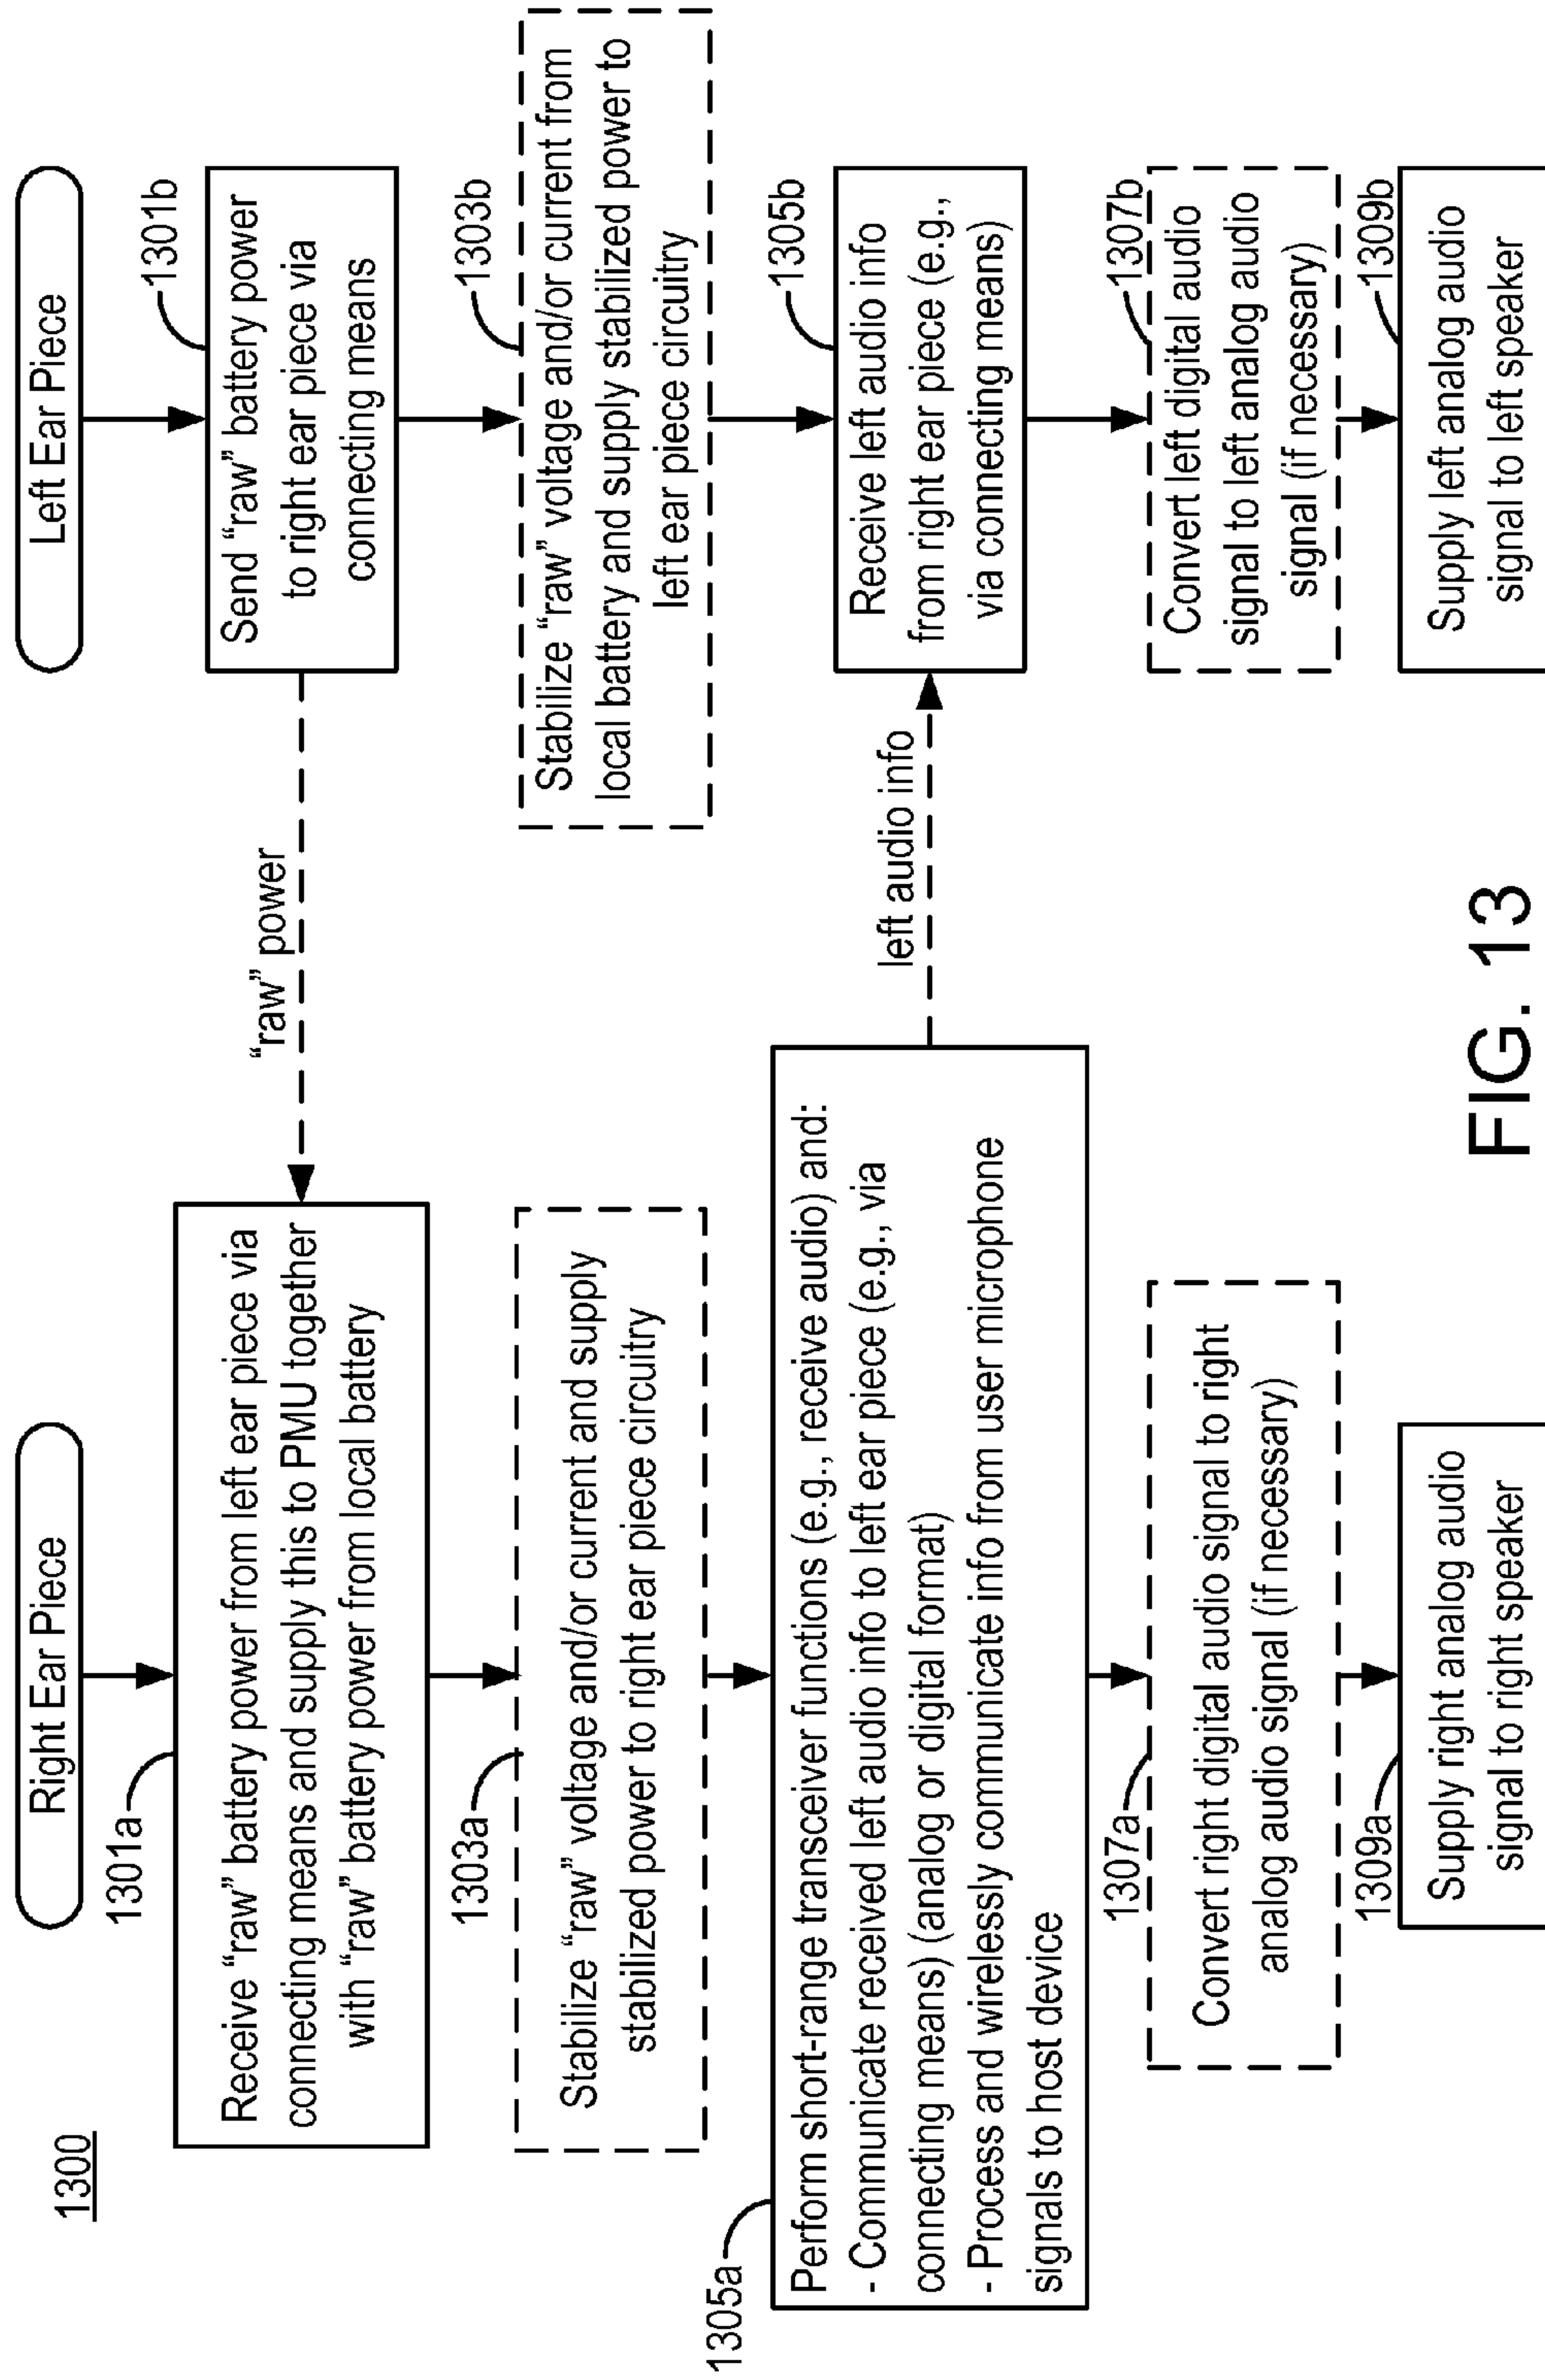 1300
Right Ear Piece
1301a
Receive “raw” battery power from left ear piece via
connecting means and supply this to PMU together
with “raw” battery power from local battery
1303a
Stabilize “raw” voltage and/or current and supply
stabilized power to right ear piece circuitry
1305a
Perform short-range transceiver functions (e.g., receive audio) and:
- Communicate received left audio info to left ear piece (e.g., via
connecting means) (analog or digital format)
- Process and wirelessly communicate info from user microphone
signals to host device
1307a
Convert right digital audio signal to right
analog audio signal (if necessary)
1309a
Supply right analog audio
signal to right speaker
“raw” power
left audio info
Left Ear Piece
1301b
Send “raw” battery power
to right ear piece via
connecting means
1303b
Stabilize “raw” voltage and/or current from
local battery and supply stabilized power to
left ear piece circuitry
1305b
Receive left audio info
from right ear piece (e.g.,
via connecting means)
1307b
Convert left digital audio
signal to left analog audio
signal (if necessary)
1309b
Supply left analog audio
signal to left speaker
FIG. 13